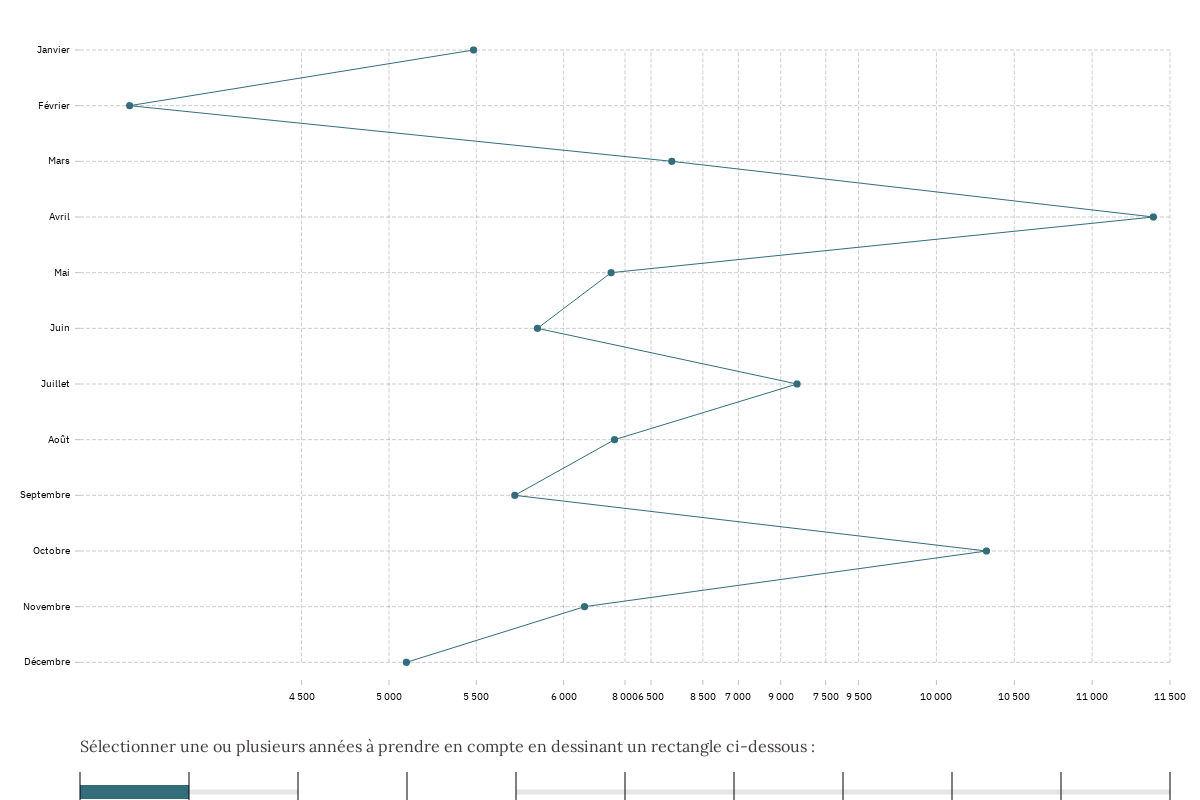 Janvier
Février
Mars
Avril
Mai
Juin
Juillet
Août
Septembre
Octobre
Novembre
Décembre
4 500 5 000 5 500 6 000 8 000 6 500 8 500 7 000 9 000 7 500 9 500 10 000 10 500 11 000 11 500
Sélectionner une ou plusieurs années à prendre en compte en dessinant un rectangle ci-dessous :